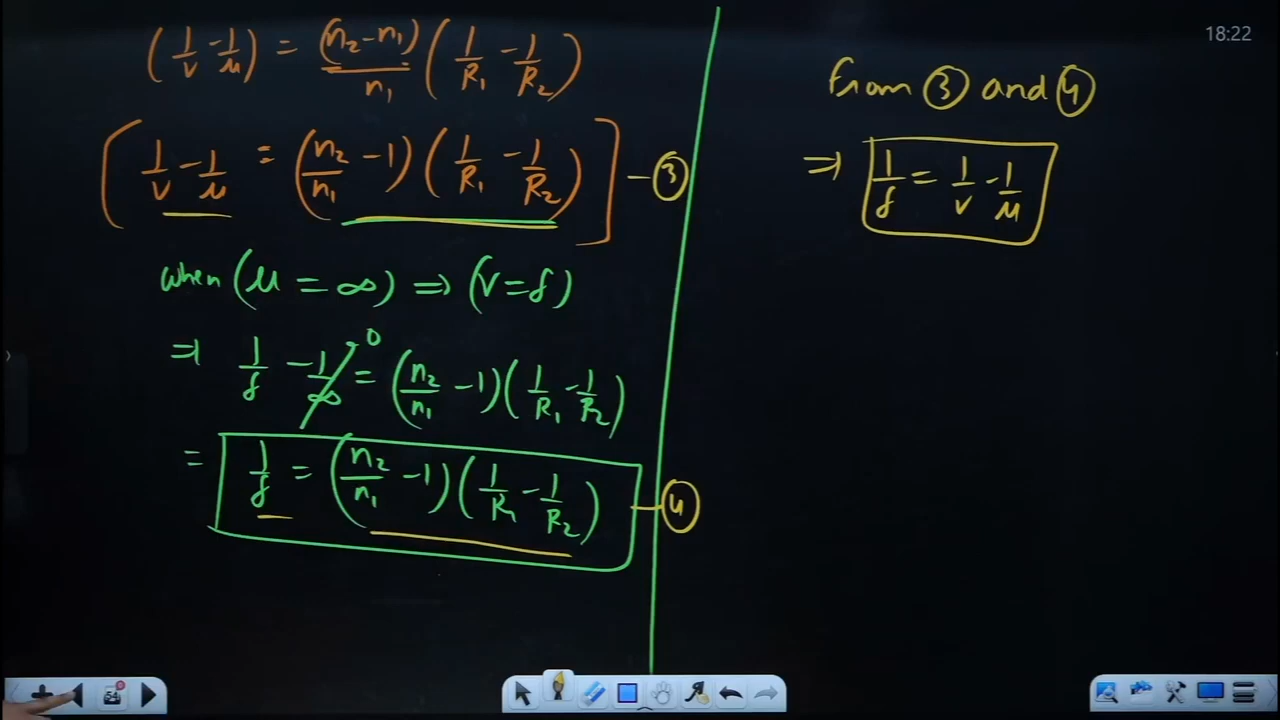 (1/v - 1/u) = (n₂-n₁)/n₁ (1/R₁ - 1/R₂)
[1/v - 1/u = (n₂/n₁ - 1)(1/R₁ - 1/R₂)] - ③
when (u = ∞) ⇒ (v = f)
⇒ 1/f - 1/∞ 0 = (n₂/n₁ - 1)(1/R₁ - 1/R₂)
= 1/f = (n₂/n₁ - 1)(1/R₁ - 1/R₂) - ④
18:22
from ③ and ④
⇒ 1/f = 1/v - 1/u
54